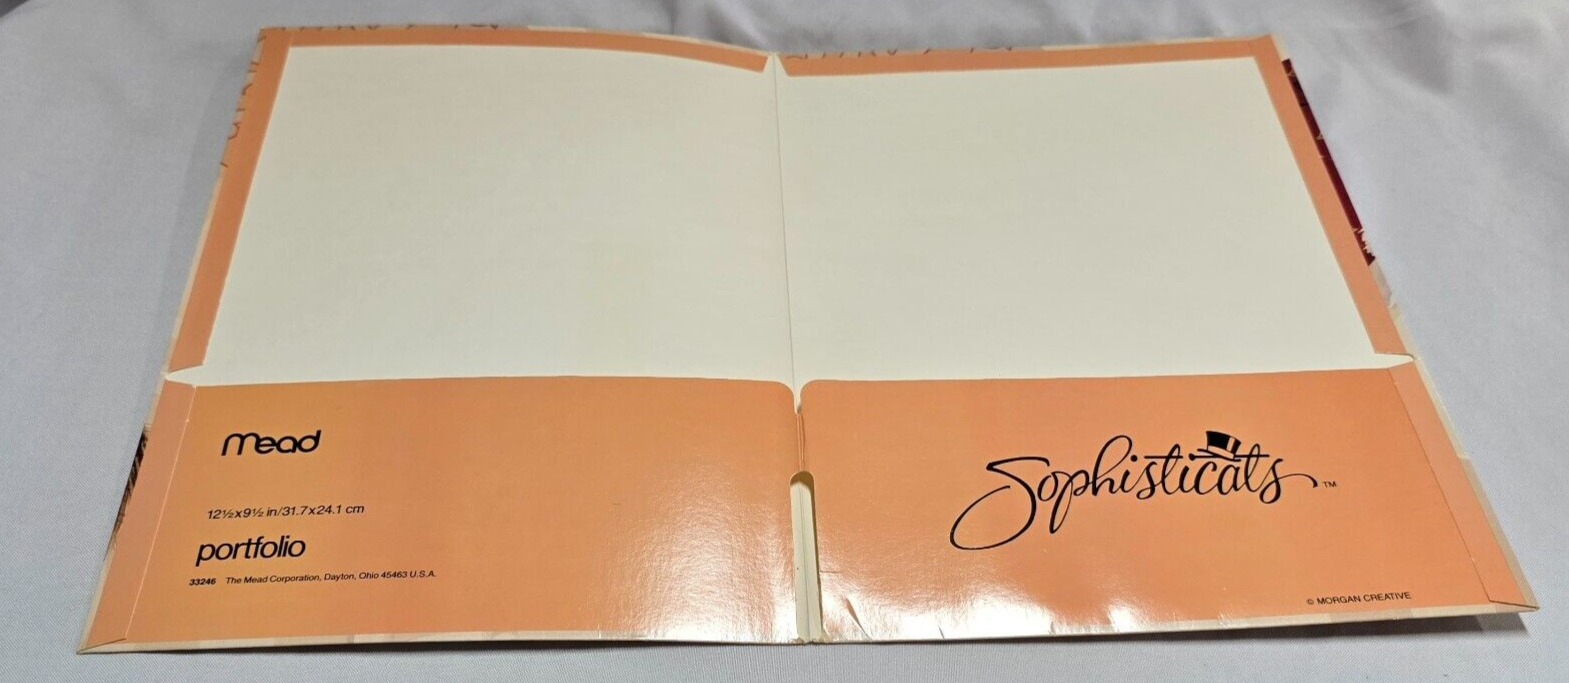 Mead
12½x9½ in/31.7x24.1 cm
portfolio
33246 The Mead Corporation, Dayton, Ohio 45463 U.S.A.
Sophisticats™
© MORGAN CREATIVE